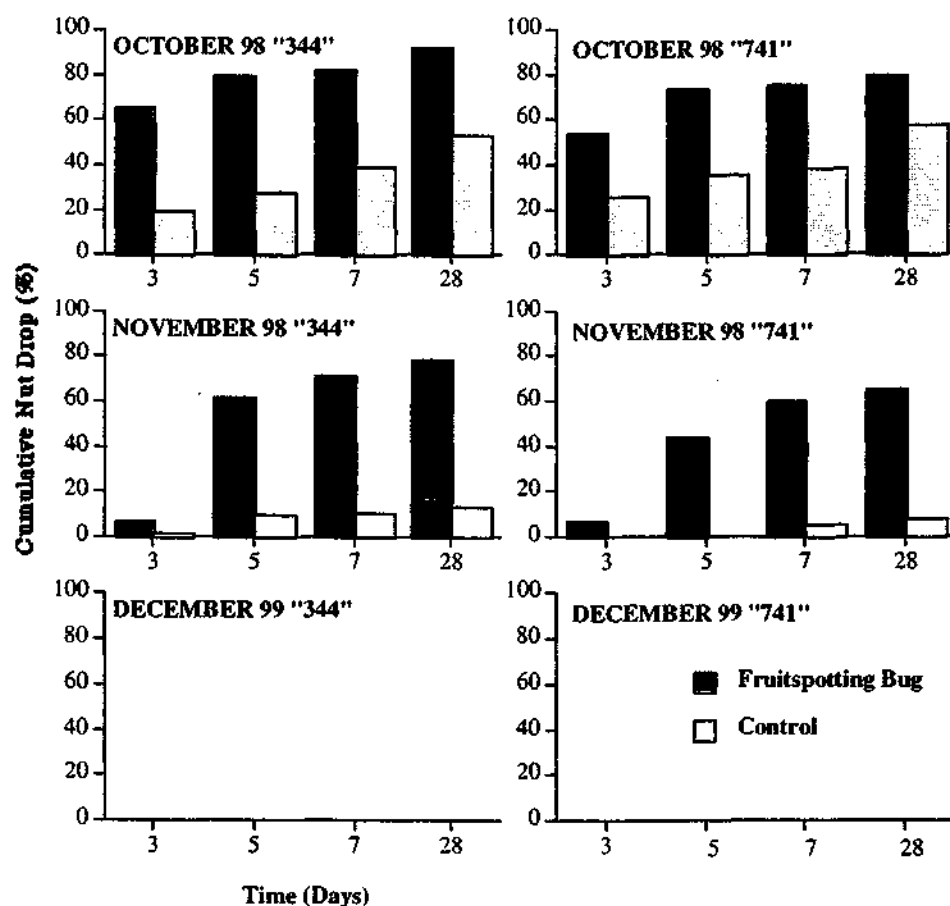 Cumulative Nut Drop (%)
OCTOBER 98 "344"
100
80
60
40
20
0
3 5 7 28
OCTOBER 98 "741"
100
80
60
40
20
0
3 5 7 28
NOVEMBER 98 "344"
100
80
60
40
20
0
3 5 7 28
NOVEMBER 98 "741"
100
80
60
40
20
0
3 5 7 28
DECEMBER 99 "344"
100
80
60
40
20
0
3 5 7 28
DECEMBER 99 "741"
100
80
60
40
20
0
3 5 7 28
Fruitspotting Bug
Control
Time (Days)